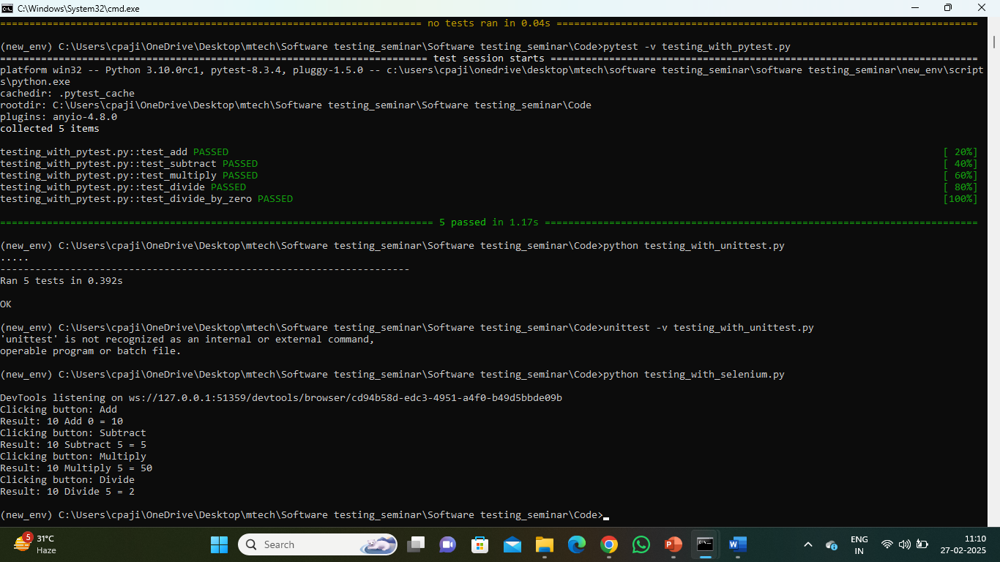 C:\Windows\System32\cmd.exe
======================================================================== no tests ran in 0.04s ========================================================================
(new_env) C:\Users\cpaji\OneDrive\Desktop\mtech\Software testing_seminar\Software testing_seminar\Code>pytest -v testing_with_pytest.py
========================================================================= test session starts =========================================================================
platform win32 -- Python 3.10.0rc1, pytest-8.3.4, pluggy-1.5.0 -- c:\users\cpaji\onedrive\desktop\mtech\software testing_seminar\software testing_seminar\new_env\script
s\python.exe
cachedir: .pytest_cache
rootdir: C:\Users\cpaji\OneDrive\Desktop\mtech\Software testing_seminar\Software testing_seminar\Code
plugins: anyio-4.8.0
collected 5 items
testing_with_pytest.py::test_add PASSED [ 20%]
testing_with_pytest.py::test_subtract PASSED [ 40%]
testing_with_pytest.py::test_multiply PASSED [ 60%]
testing_with_pytest.py::test_divide PASSED [ 80%]
testing_with_pytest.py::test_divide_by_zero PASSED [100%]
========================================================================== 5 passed in 1.17s ==========================================================================
(new_env) C:\Users\cpaji\OneDrive\Desktop\mtech\Software testing_seminar\Software testing_seminar\Code>python testing_with_unittest.py
.....
----------------------------------------------------------------------
Ran 5 tests in 0.392s
OK
(new_env) C:\Users\cpaji\OneDrive\Desktop\mtech\Software testing_seminar\Software testing_seminar\Code>unittest -v testing_with_unittest.py
'unittest' is not recognized as an internal or external command,
operable program or batch file.
(new_env) C:\Users\cpaji\OneDrive\Desktop\mtech\Software testing_seminar\Software testing_seminar\Code>python testing_with_selenium.py
DevTools listening on ws://127.0.0.1:51359/devtools/browser/cd94b58d-edc3-4951-a4f0-b49d5bbde09b
Clicking button: Add
Result: 10 Add 0 = 10
Clicking button: Subtract
Result: 10 Subtract 5 = 5
Clicking button: Multiply
Result: 10 Multiply 5 = 50
Clicking button: Divide
Result: 10 Divide 5 = 2
(new_env) C:\Users\cpaji\OneDrive\Desktop\mtech\Software testing_seminar\Software testing_seminar\Code>
5
31°C
Haze
Search
ENG
IN
11:10
27-02-2025